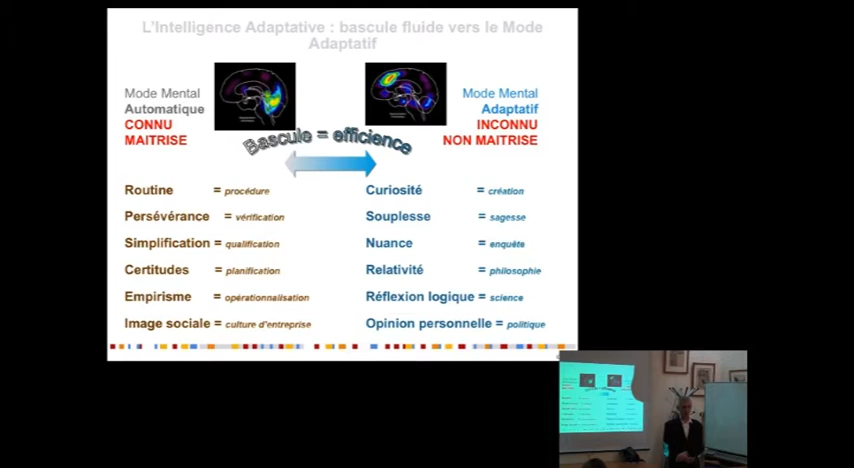 L'Intelligence Adaptative : bascule fluide vers le Mode
Adaptatif
Mode Mental
Automatique
CONNU
MAITRISE
Mode Mental
Adaptatif
INCONNU
NON MAITRISE
Bascule = efficience
Routine = procédure
Persévérance = vérification
Simplification = qualification
Certitudes = planification
Empirisme = opérationnalisation
Image sociale = culture d'entreprise
Curiosité = création
Souplesse = sagesse
Nuance = enquête
Relativité = philosophie
Réflexion logique = science
Opinion personnelle = politique